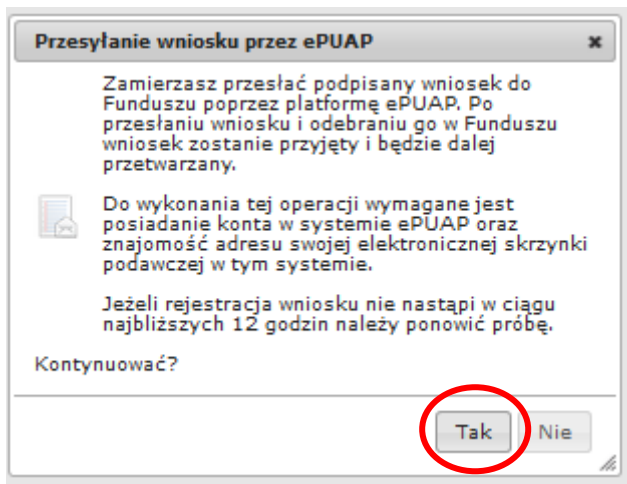 Przesyłanie wniosku przez ePUAP
Zamierzasz przesłać podpisany wniosek do
Funduszu poprzez platformę ePUAP. Po
przesłaniu wniosku i odebraniu go w Funduszu
wniosek zostanie przyjęty i będzie dalej
przetwarzany.
Do wykonania tej operacji wymagane jest
posiadanie konta w systemie ePUAP oraz
znajomość adresu swojej elektronicznej skrzynki
podawczej w tym systemie.
Jeżeli rejestracja wniosku nie nastąpi w ciągu
najbliższych 12 godzin należy ponowić próbę.
Kontynuować?
Tak Nie